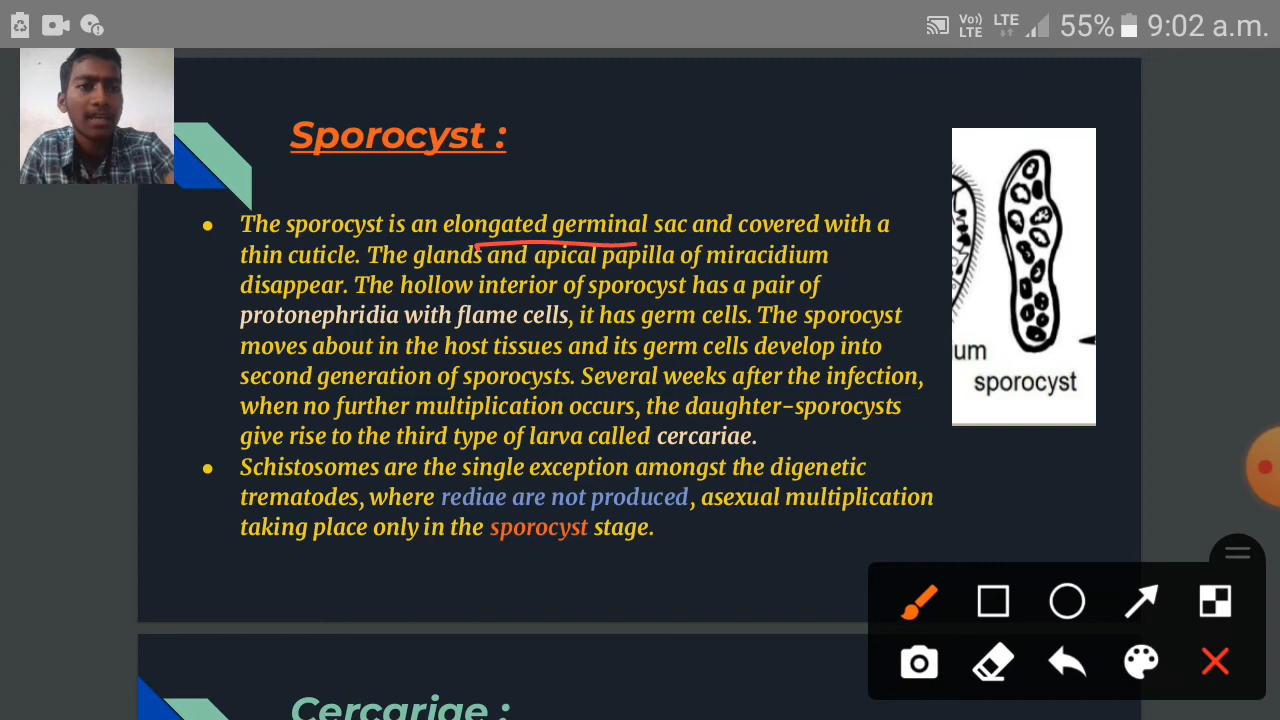 Vo)) LTE LTE 55% 9:02 a.m.
Sporocyst :
● The sporocyst is an elongated germinal sac and covered with a
thin cuticle. The glands and apical papilla of miracidium
disappear. The hollow interior of sporocyst has a pair of
protonephridia with flame cells, it has germ cells. The sporocyst
moves about in the host tissues and its germ cells develop into
second generation of sporocysts. Several weeks after the infection,
when no further multiplication occurs, the daughter-sporocysts
give rise to the third type of larva called cercariae.
● Schistosomes are the single exception amongst the digenetic
trematodes, where rediae are not produced, asexual multiplication
taking place only in the sporocyst stage.
um
sporocyst
Cercariae :